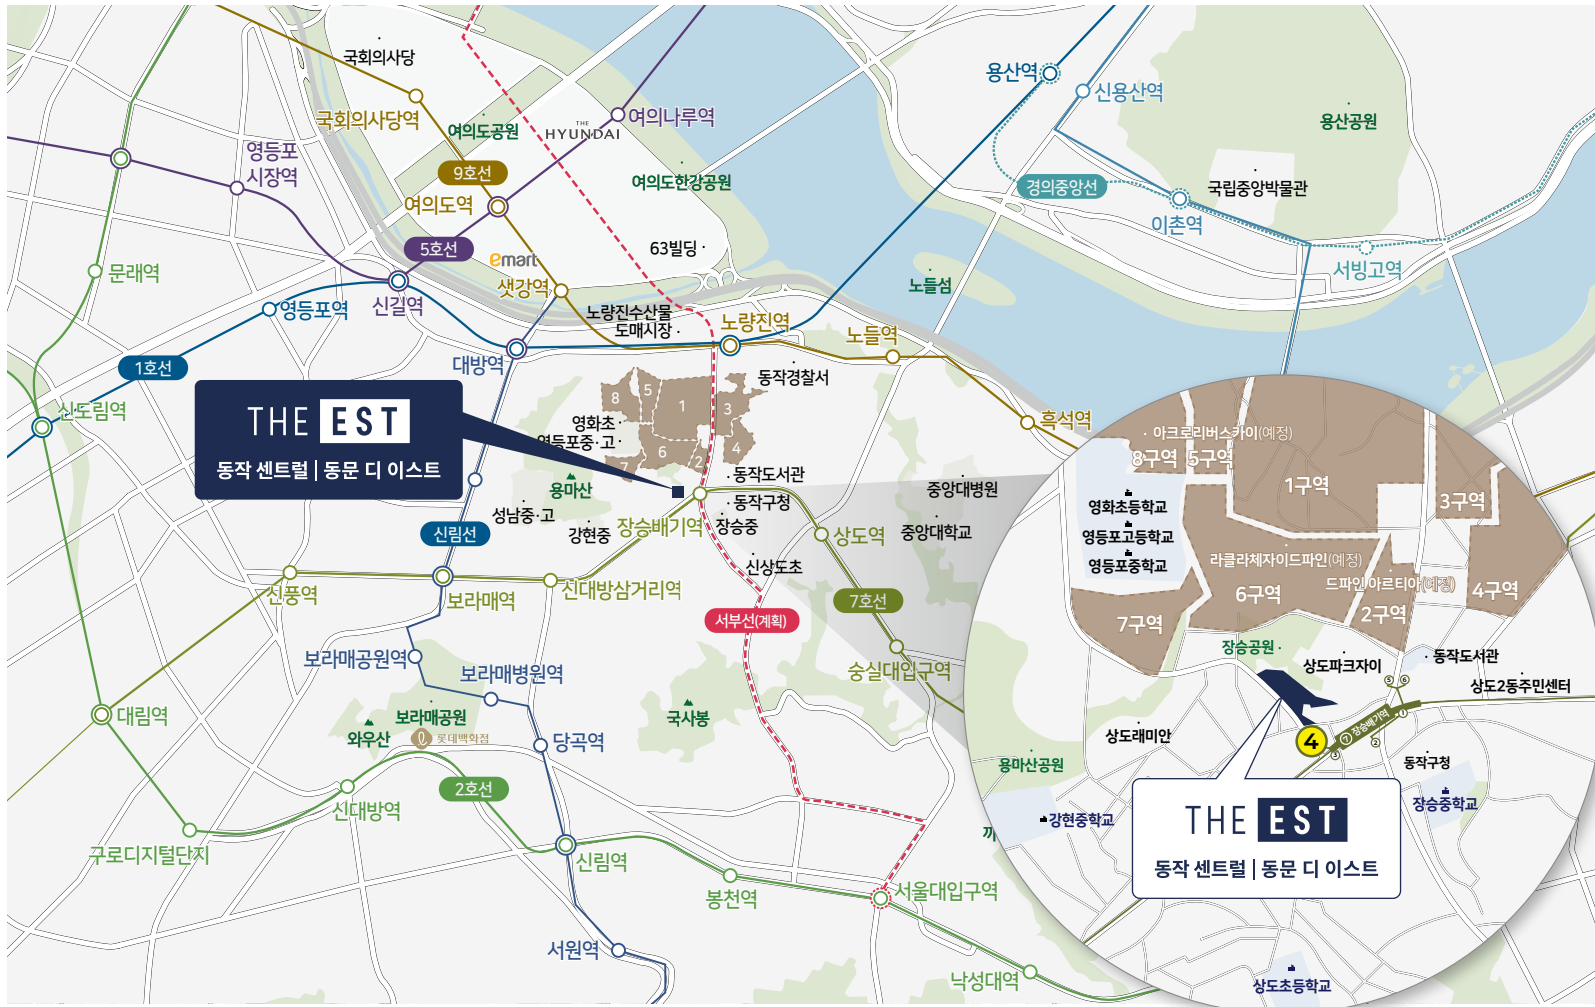 국회의사당
국회의사당역
여의도공원
THE
HYUNDAI
여의나루역
용산역
신용산역
용산공원
영등포
시장역
9호선
여의도역
여의도한강공원
경의중앙선
국립중앙박물관
이촌역
5호선
emart
63빌딩
서빙고역
문래역
신길역
샛강역
노들섬
영등포역
노량진수산물
도매시장
노량진역
노들역
1호선
대방역
동작경찰서
신도림역
THE EST
동작 센트럴 | 동문 디 이스트
8
5
1
3
영화초
영등포중·고
6
4
7
2
흑석역
용마산
동작도서관
중앙대병원
성남중·고
강현중
장승배기역
동작구청
장승중
상도역
중앙대학교
신림선
신풍역
보라매역
신대방삼거리역
신상도초
7호선
서부선(계획)
보라매공원역
보라매병원역
숭실대입구역
대림역
보라매공원
와우산
롯데백화점
국사봉
당곡역
2호선
신대방역
구로디지털단지
신림역
봉천역
서울대입구역
서원역
낙성대역
까
아크로리버스카이(예정)
8구역
5구역
1구역
3구역
영화초등학교
영등포고등학교
영등포중학교
라클라체자이드파인(예정)
드파인 아르티아(예정)
6구역
4구역
7구역
2구역
장승공원
상도파크자이
동작도서관
상도2동주민센터
5
6
상도래미안
4
7 장승배기역
1
2
3
동작구청
용마산공원
강현중학교
장승중학교
THE EST
동작 센트럴 | 동문 디 이스트
상도초등학교